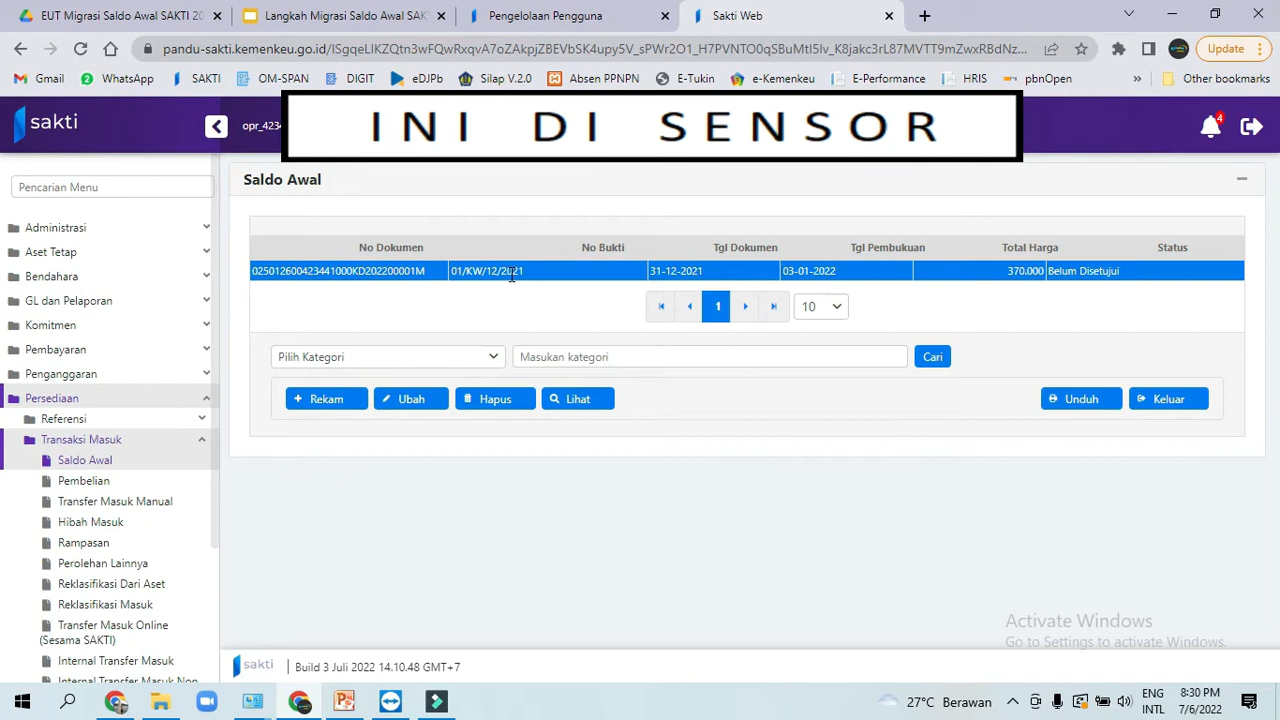 EUT Migrasi Saldo Awal SAKTI 20
Langkah Migrasi Saldo Awal SAKTI
Pengelolaan Pengguna
Sakti Web
pandu-sakti.kemenkeu.go.id/
Update
Gmail
WhatsApp
SAKTI
OM-SPAN
DIGIT
eDJPb
Silap V.2.0
Absen PPNPN
E-Tukin
e-Kemenkeu
E-Performance
HRIS
pbnOpen
»
Other bookmarks
sakti
opr_423
INI DI SENSOR
4
Pencarian Menu
Administrasi
Aset Tetap
Bendahara
GL dan Pelaporan
Komitmen
Pembayaran
Penganggaran
Persediaan
Referensi
Transaksi Masuk
Saldo Awal
Pembelian
Transfer Masuk Manual
Hibah Masuk
Rampasan
Perolehan Lainnya
Reklasifikasi Dari Aset
Reklasifikasi Masuk
Transfer Masuk Online
(Sesama SAKTI)
Internal Transfer Masuk
Internal Transfer Masuk Non
Saldo Awal
No Dokumen No Bukti Tgl Dokumen Tgl Pembukuan Total Harga Status
025012600423441000KD202200001M 01/KW/12/2021 31-12-2021 03-01-2022 370.000 Belum Disetujui
1
10
Pilih Kategori
Masukan kategori
Cari
Rekam
Ubah
Hapus
Lihat
Unduh
Keluar
Activate Windows
Go to Settings to activate Windows.
sakti
Build 3 Juli 2022 14.10.48 GMT+7
27°C Berawan
ENG
INTL
8:30 PM
7/6/2022